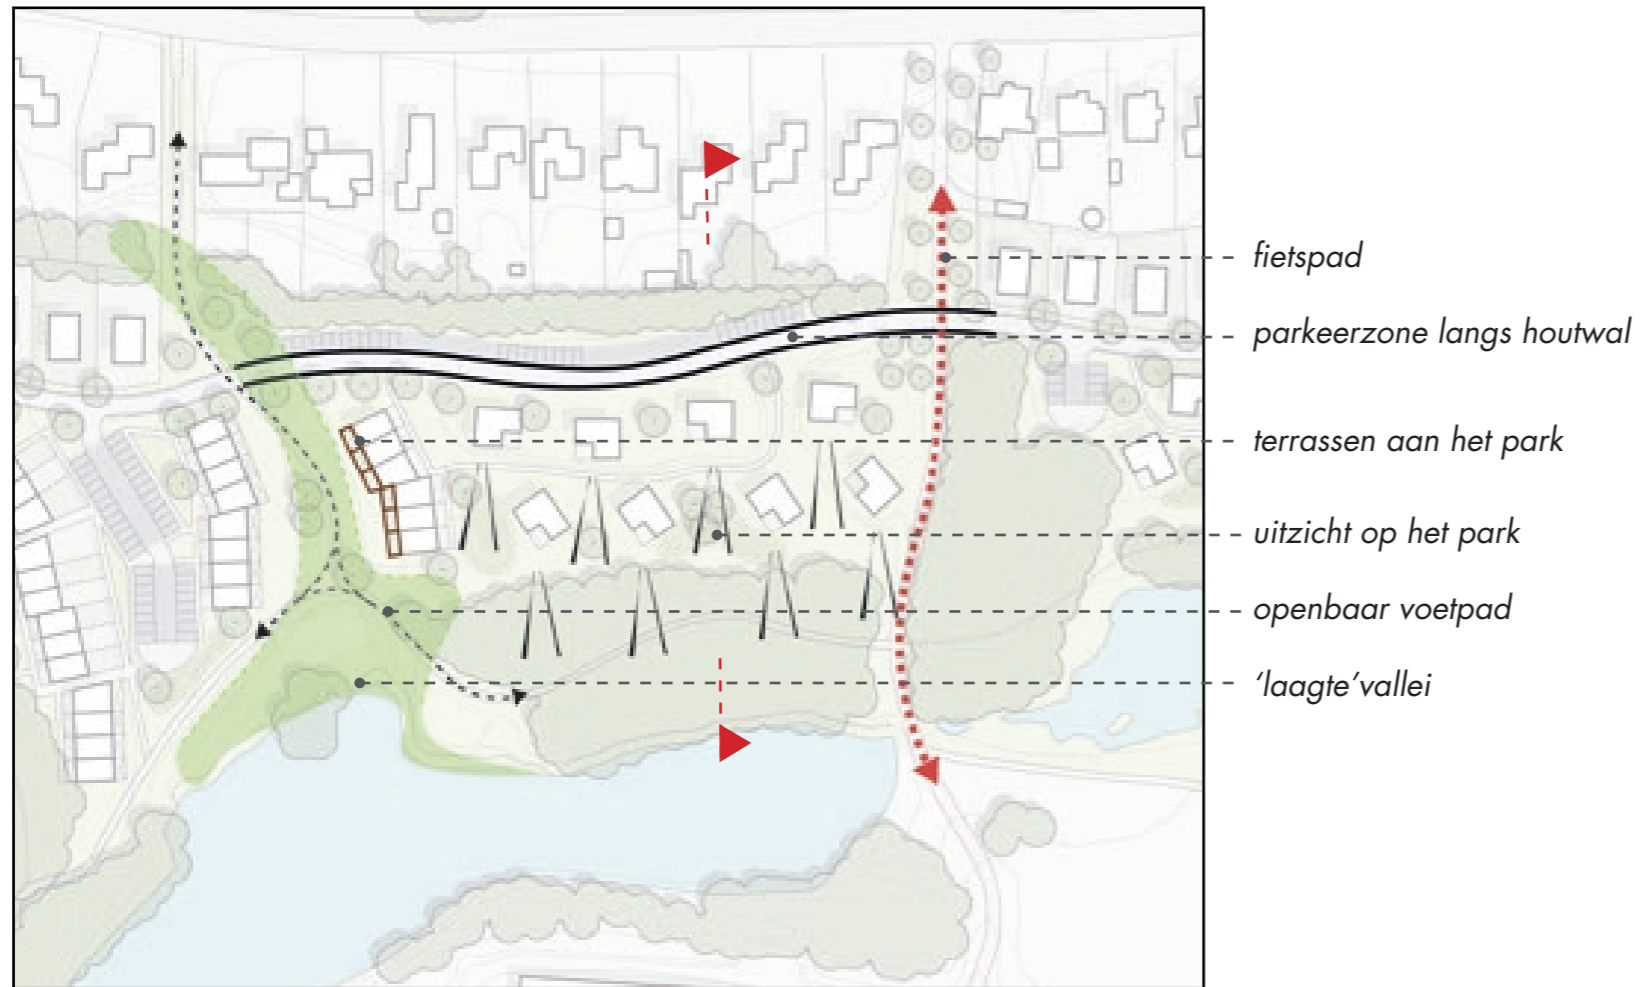 fietspad
parkeerzone langs houtwal
terrassen aan het park
uitzicht op het park
openbaar voetpad
‘laagte’vallei